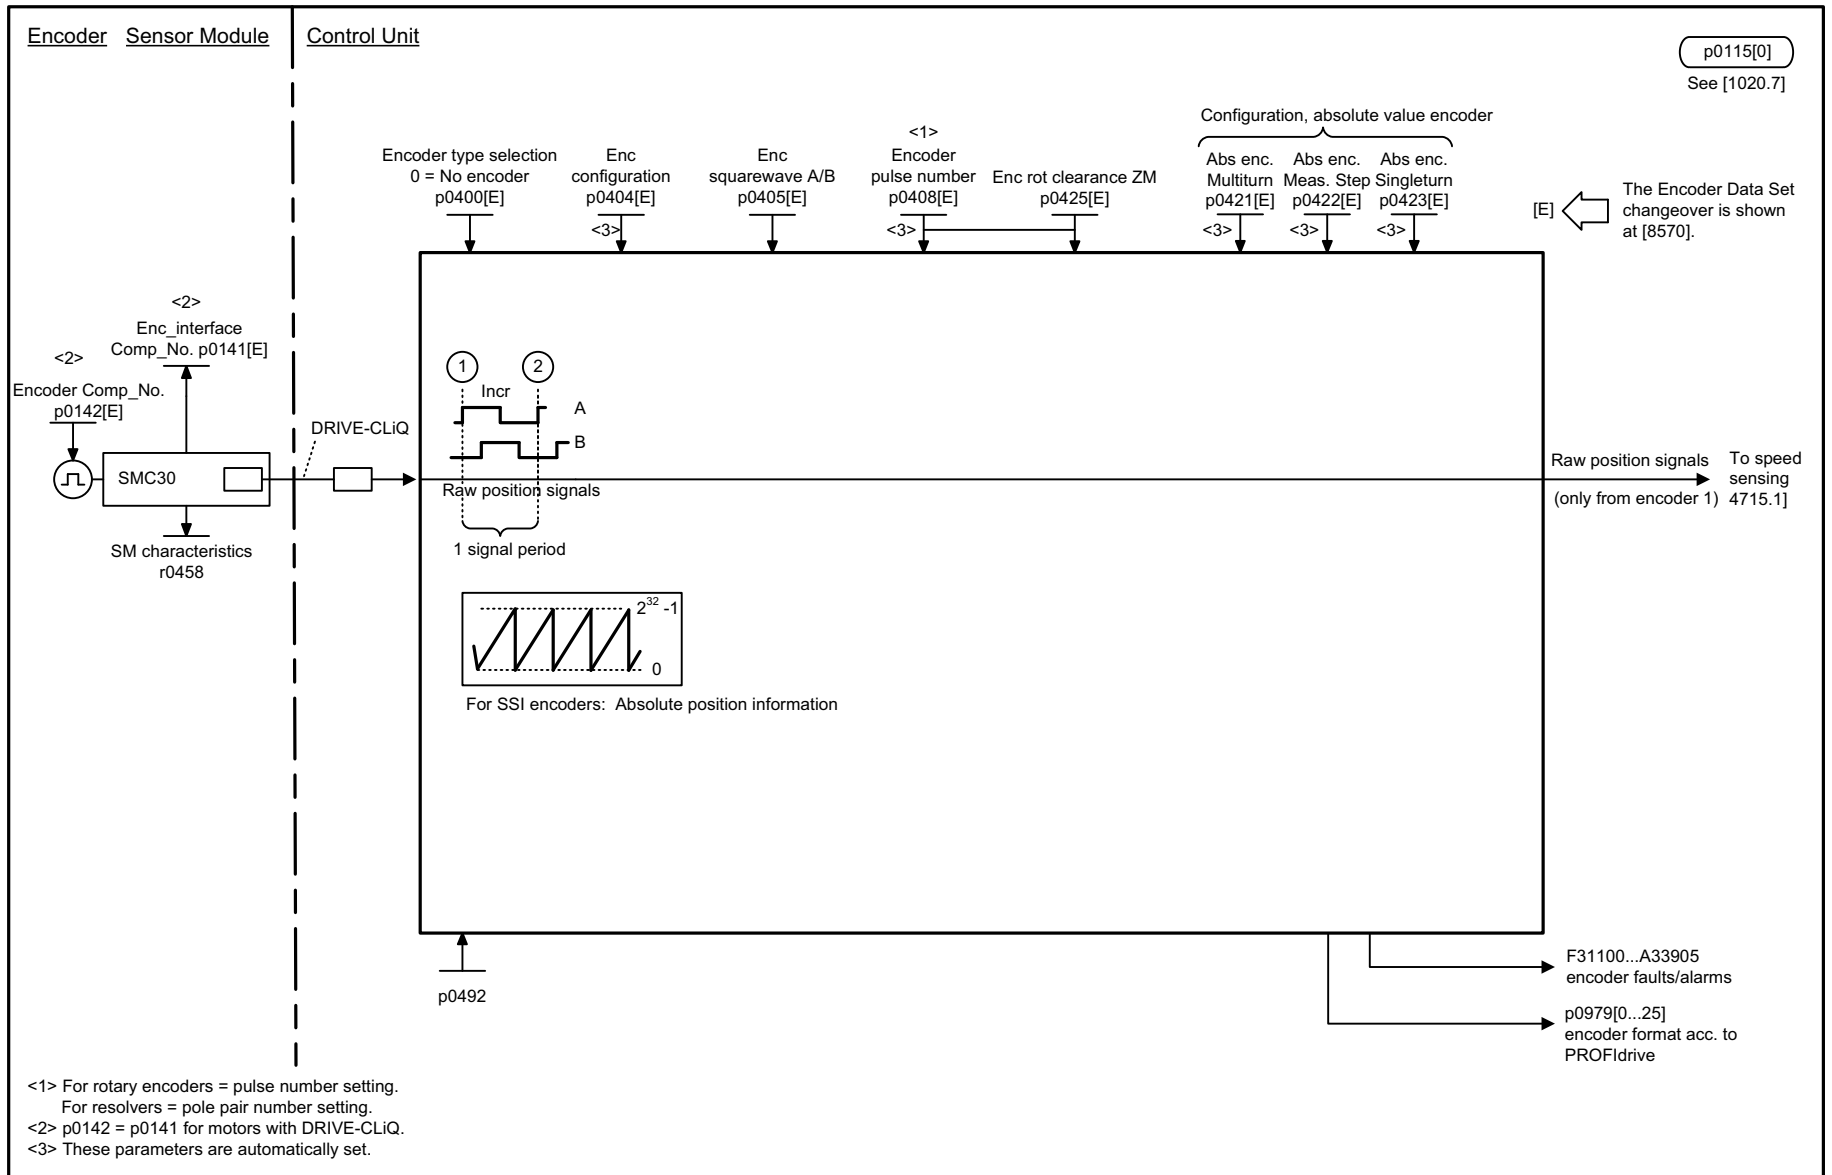 Encoder Sensor Module Control Unit
p0115[0]
See [1020.7]
Configuration, absolute value encoder
<1>
Encoder type selection
0 = No encoder
p0400[E]
Enc
configuration
p0404[E]
<3>
Enc
squarewave A/B
p0405[E]
Encoder
pulse number
p0408[E]
<3>
Enc rot clearance ZM
p0425[E]
Abs enc.
Multiturn
p0421[E]
<3>
Abs enc.
Meas. Step
p0422[E]
<3>
Abs enc.
Singleturn
p0423[E]
<3>
[E]
The Encoder Data Set
changeover is shown
at [8570].
<2>
Enc_interface
Comp_No. p0141[E]
<2>
Encoder Comp_No.
p0142[E]
DRIVE-CLiQ
SMC30
SM characteristics
r0458
1 2
Incr
A
B
Raw position signals
1 signal period
2^32 -1
0
For SSI encoders: Absolute position information
Raw position signals
(only from encoder 1)
To speed
sensing
4715.1]
p0492
F31100...A33905
encoder faults/alarms
p0979[0...25]
encoder format acc. to
PROFIdrive
<1> For rotary encoders = pulse number setting.
For resolvers = pole pair number setting.
<2> p0142 = p0141 for motors with DRIVE-CLiQ.
<3> These parameters are automatically set.